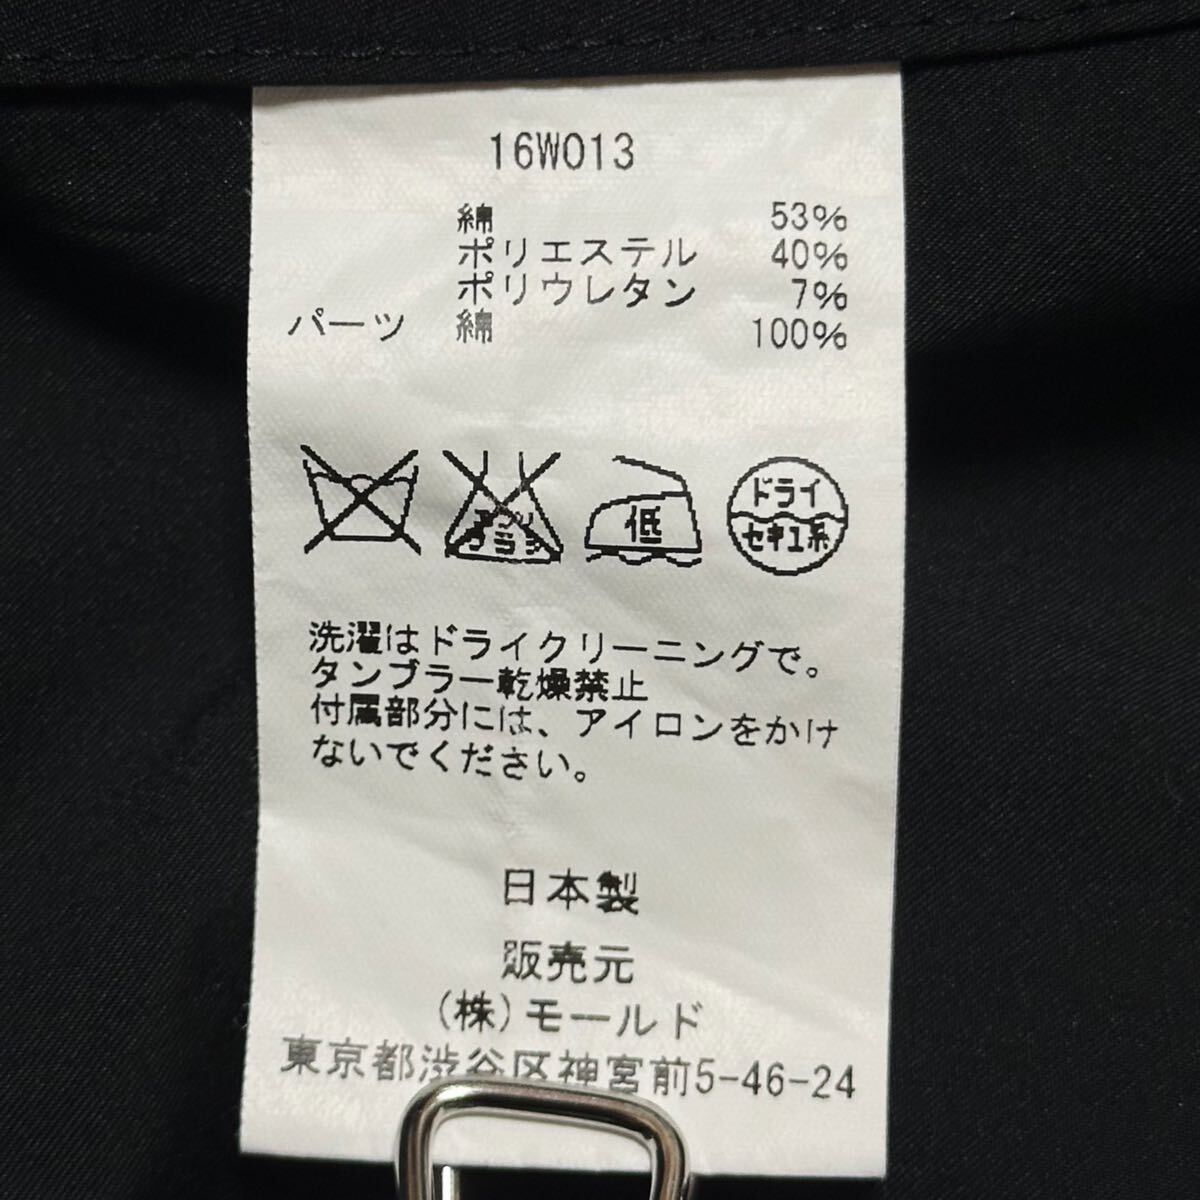 16W013
綿 53%
ポリエステル 40%
ポリウレタン 7%
パーツ 綿 100%
低
ドライ
セキユ系
洗濯はドライクリーニングで。
タンブラー乾燥禁止
付属部分には、アイロンをかけ
ないでください。
日本製
販売元
(株)モールド
東京都渋谷区神宮前5-46-24